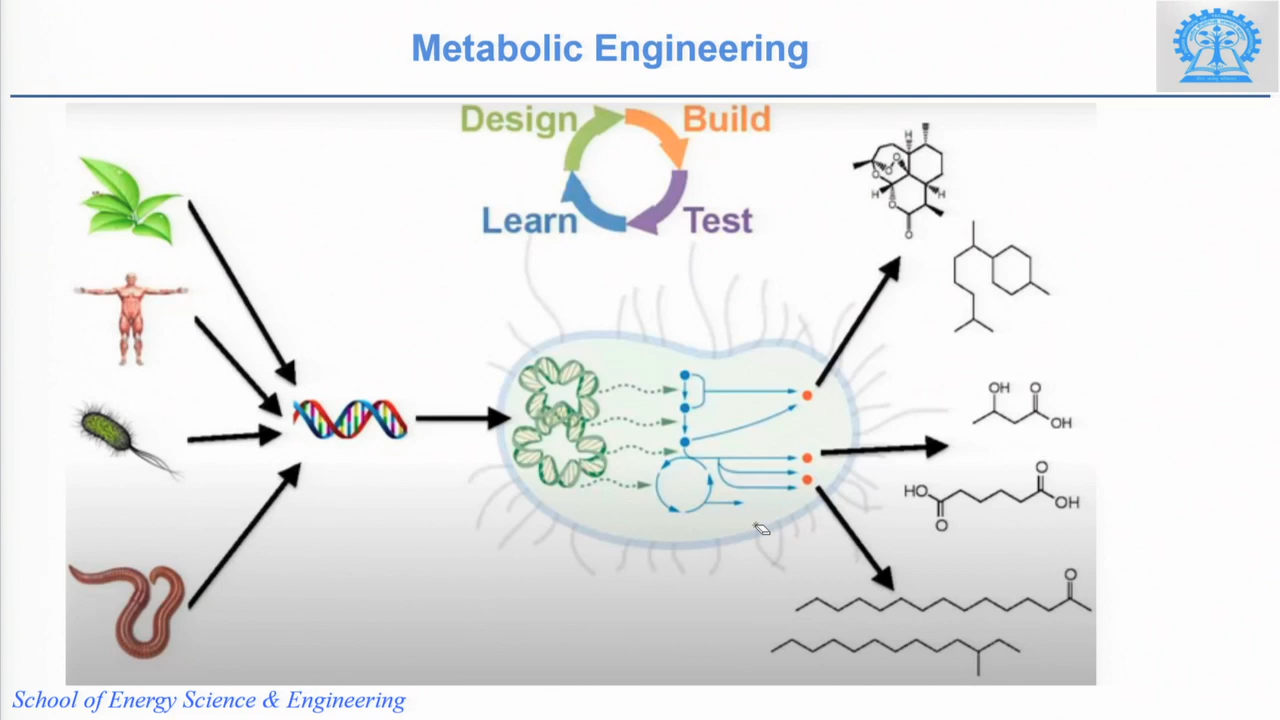 Metabolic Engineering
Design
Build
Learn
Test
H
O
O
O
H
H
O
O
OH
O
OH
O
HO
OH
O
O
School of Energy Science & Engineering